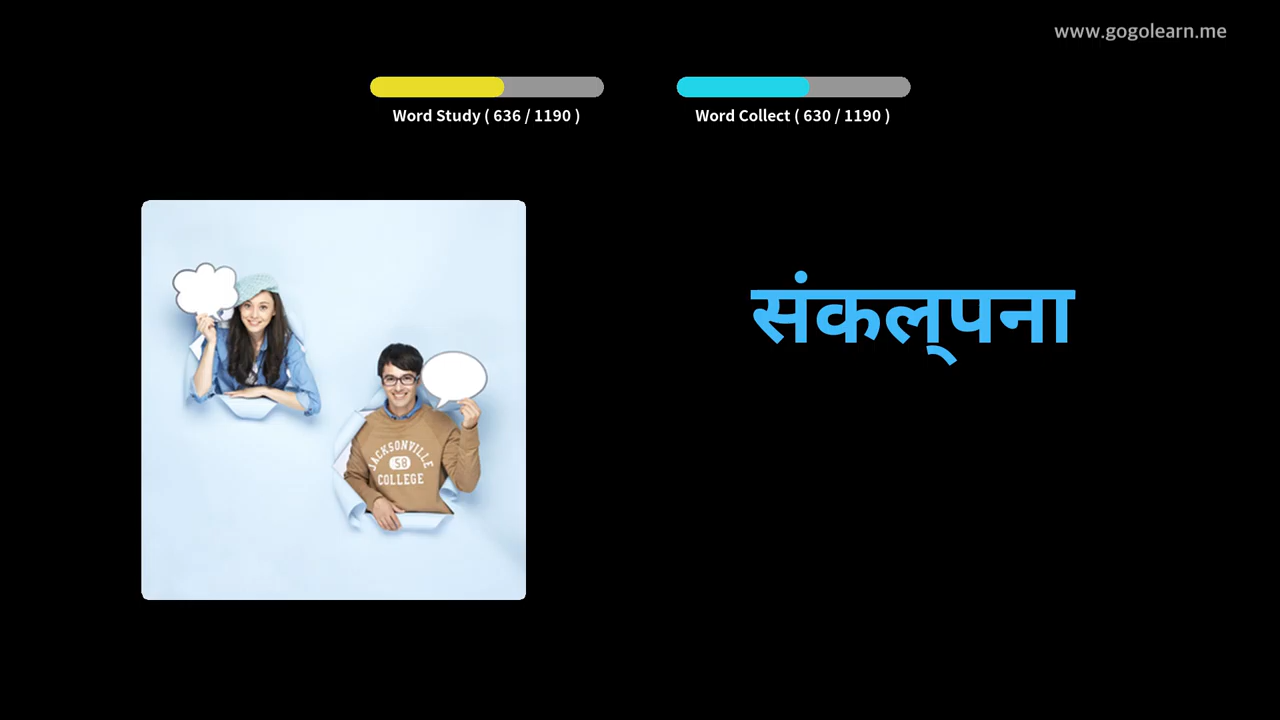 www.gogolearn.me
Word Study ( 636 / 1190 )
Word Collect ( 630 / 1190 )
संकल्पना
JACKSONVILLE
58
COLLEGE